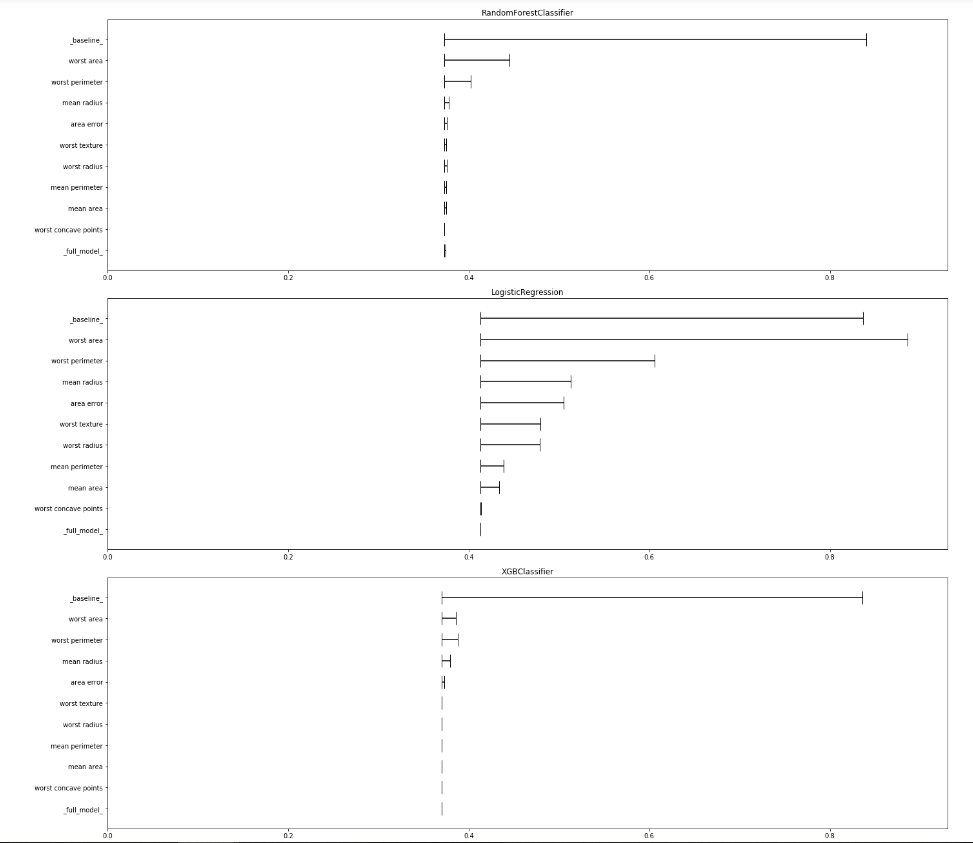 RandomForestClassifier
_baseline_
worst area
worst perimeter
mean radius
area error
worst texture
worst radius
mean perimeter
mean area
worst concave points
_full_model_
0.0 0.2 0.4 0.6 0.8
LogisticRegression
_baseline_
worst area
worst perimeter
mean radius
area error
worst texture
worst radius
mean perimeter
mean area
worst concave points
_full_model_
0.0 0.2 0.4 0.6 0.8
XGBClassifier
_baseline_
worst area
worst perimeter
mean radius
area error
worst texture
worst radius
mean perimeter
mean area
worst concave points
_full_model_
0.0 0.2 0.4 0.6 0.8